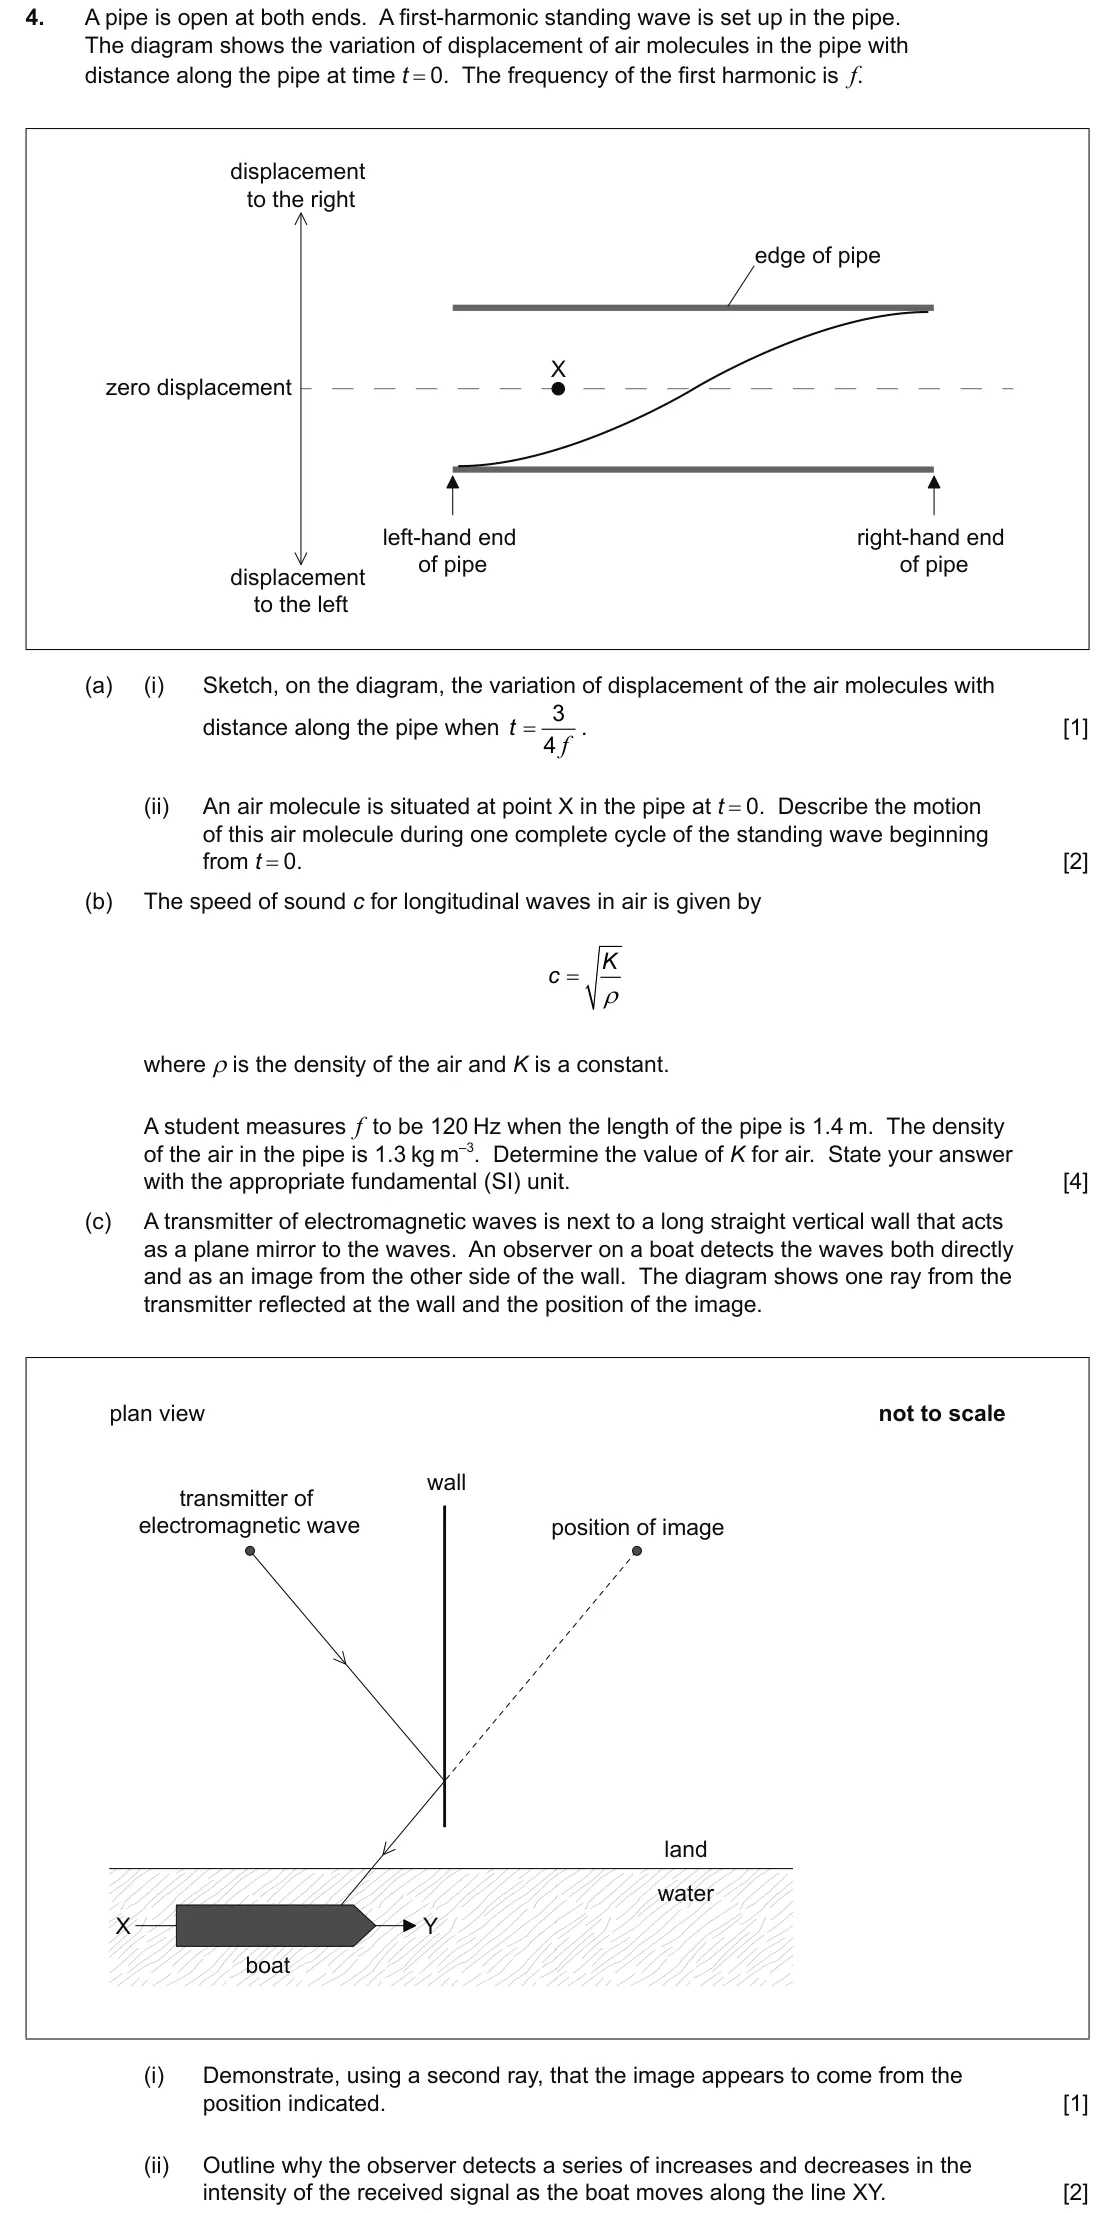 4. A pipe is open at both ends. A first-harmonic standing wave is set up in the pipe.
The diagram shows the variation of displacement of air molecules in the pipe with
distance along the pipe at time t = 0. The frequency of the first harmonic is f.
displacement
to the right
edge of pipe
X
zero displacement
left-hand end
of pipe
right-hand end
of pipe
displacement
to the left
(a) (i) Sketch, on the diagram, the variation of displacement of the air molecules with
distance along the pipe when t = 3/4f . [1]
(ii) An air molecule is situated at point X in the pipe at t = 0. Describe the motion
of this air molecule during one complete cycle of the standing wave beginning
from t = 0. [2]
(b) The speed of sound c for longitudinal waves in air is given by
c = √(K/ρ)
where ρ is the density of the air and K is a constant.
A student measures f to be 120 Hz when the length of the pipe is 1.4 m. The density
of the air in the pipe is 1.3 kg m⁻³. Determine the value of K for air. State your answer
with the appropriate fundamental (SI) unit. [4]
(c) A transmitter of electromagnetic waves is next to a long straight vertical wall that acts
as a plane mirror to the waves. An observer on a boat detects the waves both directly
and as an image from the other side of the wall. The diagram shows one ray from the
transmitter reflected at the wall and the position of the image.
plan view
not to scale
wall
transmitter of
electromagnetic wave
position of image
land
water
X
Y
boat
(i) Demonstrate, using a second ray, that the image appears to come from the
position indicated. [1]
(ii) Outline why the observer detects a series of increases and decreases in the
intensity of the received signal as the boat moves along the line XY. [2]